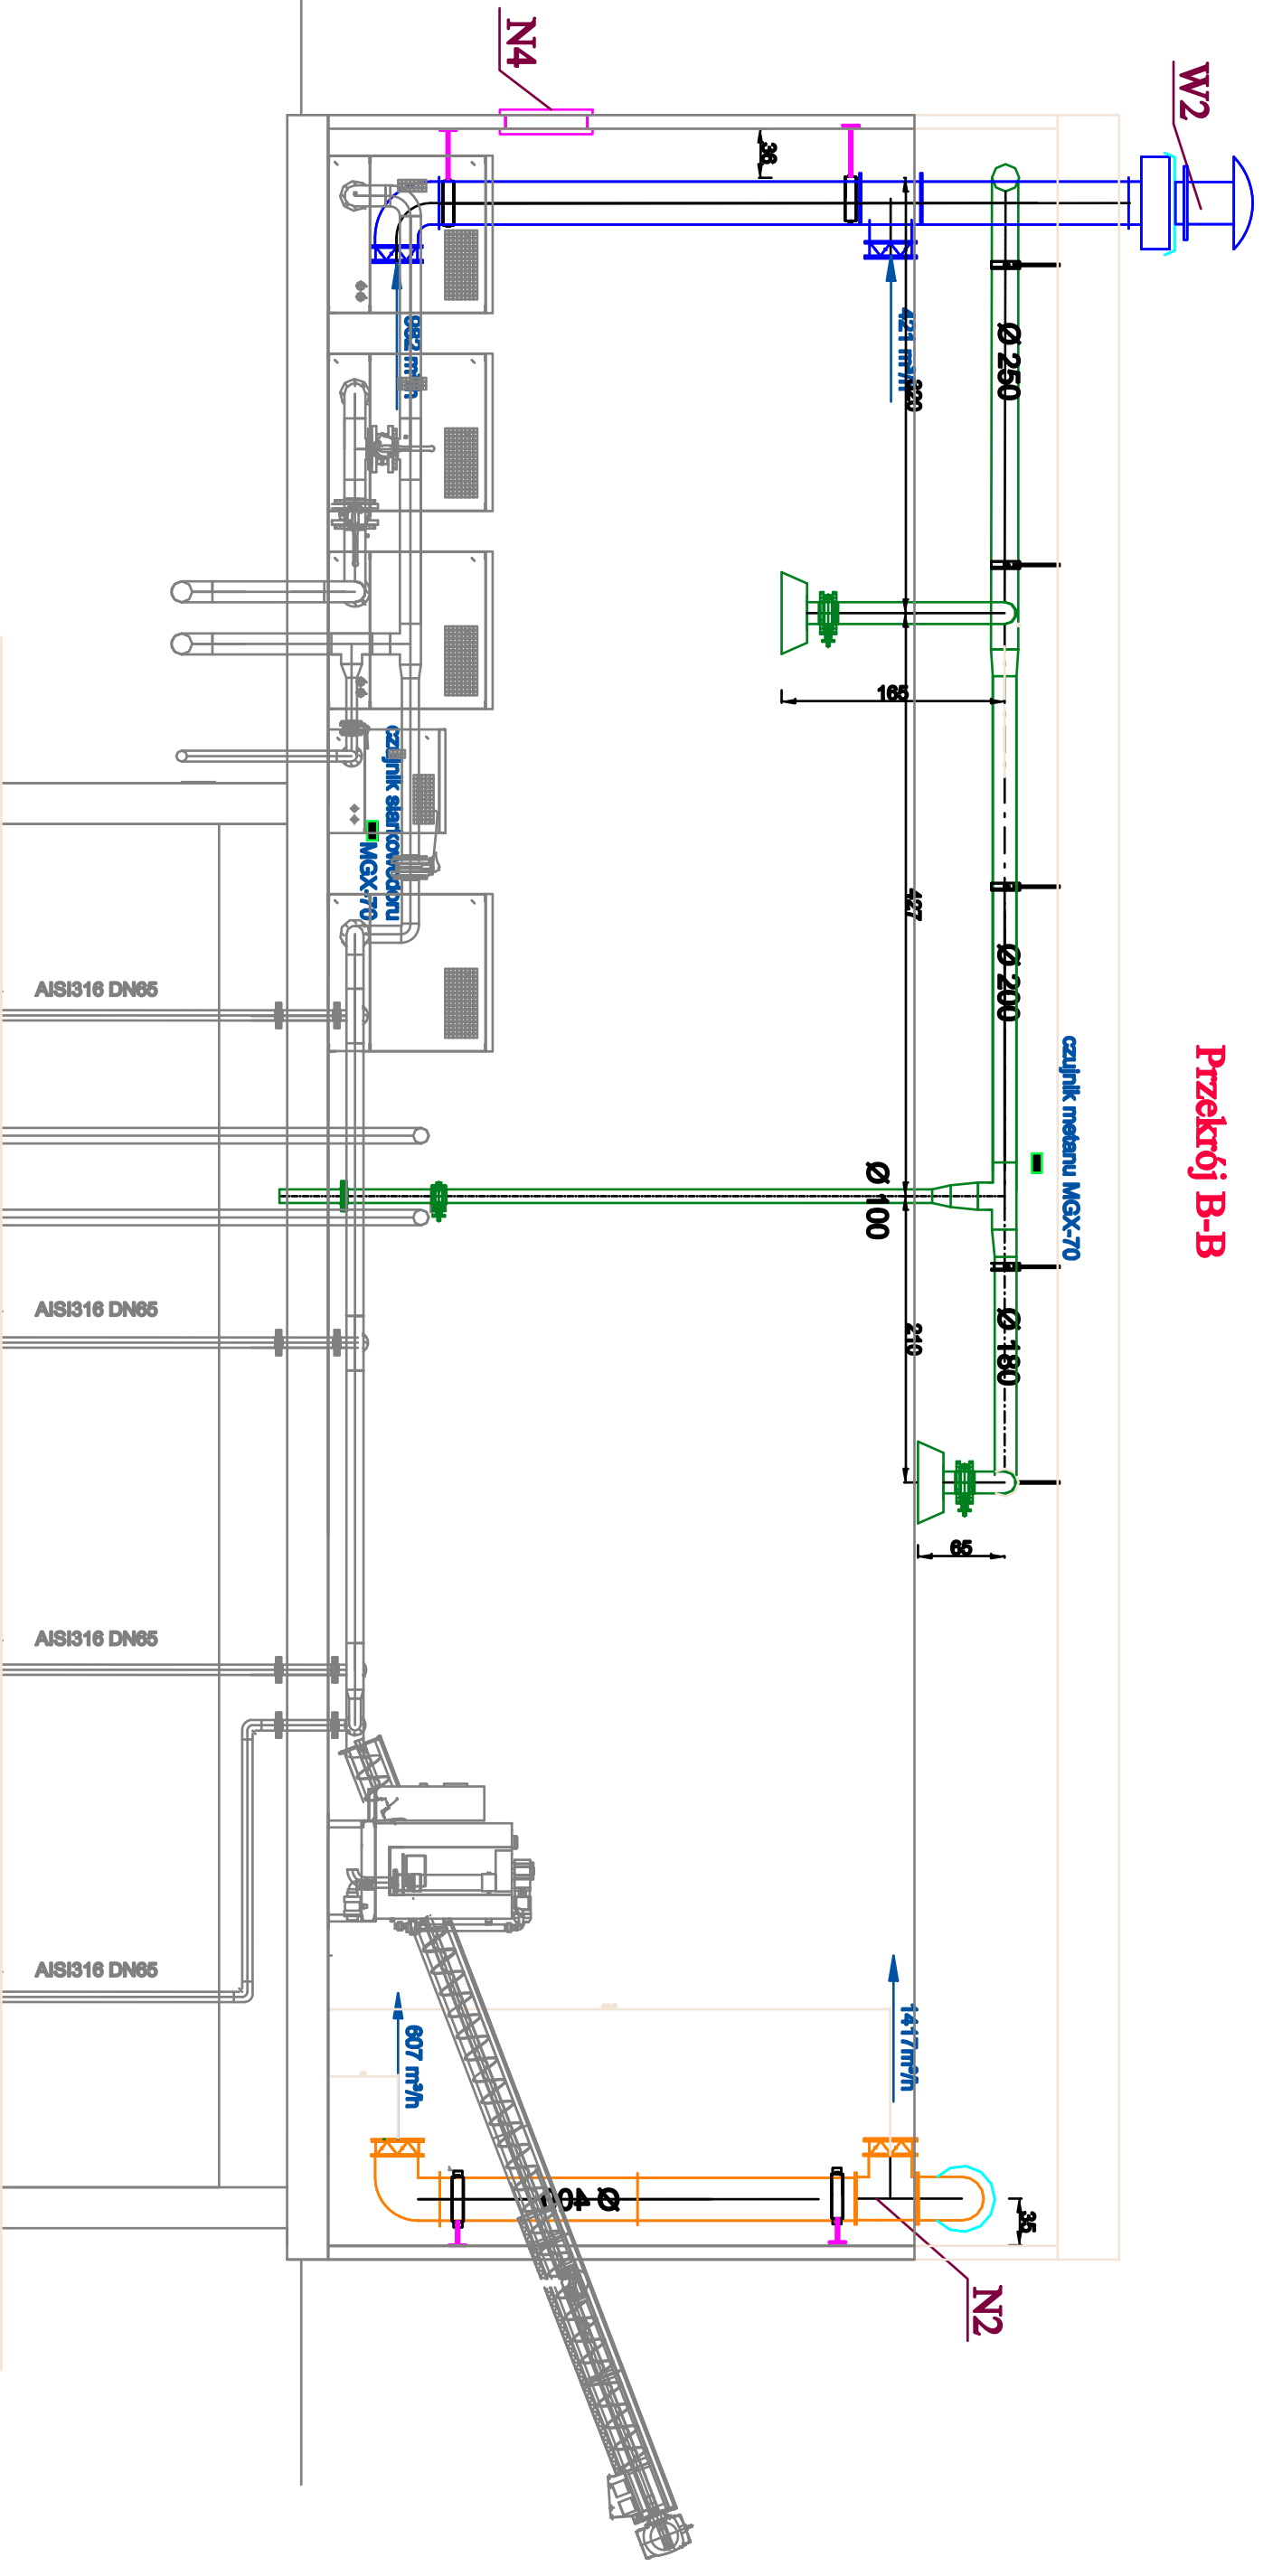 Przekrój B-B
W2
N4
czujnik metanu MGX-70
Ø 250
Ø 200
Ø 180
Ø 100
421 m³/h
36
165
427
210
65
czujnik siarkowodoru
MGX-70
AISI316 DN65
AISI316 DN65
AISI316 DN65
AISI316 DN65
1417m³/h
607 m³/h
35
N2